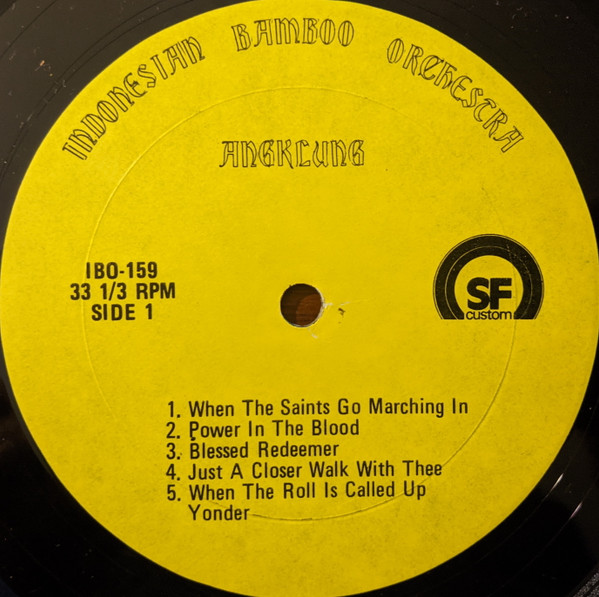 INDONESIAN BAMBOO ORCHESTRA
ANGKLUNG
IBO-159
33 1/3 RPM
SIDE 1
SF
custom
1. When The Saints Go Marching In
2. Power In The Blood
3. Blessed Redeemer
4. Just A Closer Walk With Thee
5. When The Roll Is Called Up
Yonder